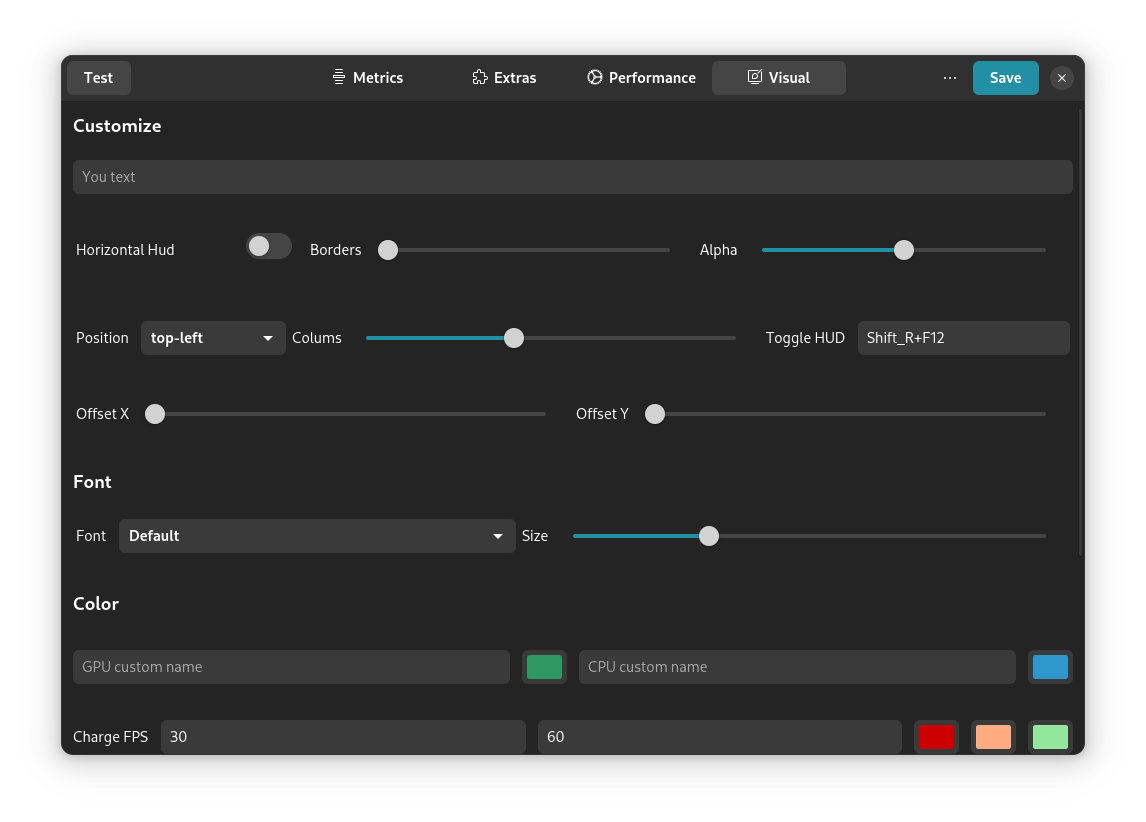 Test Metrics Extras Performance Visual ... Save
Customize
You text
Horizontal Hud Borders Alpha
Position top-left Colums Toggle HUD Shift_R+F12
Offset X Offset Y
Font
Font Default Size
Color
GPU custom name CPU custom name
Charge FPS 30 60